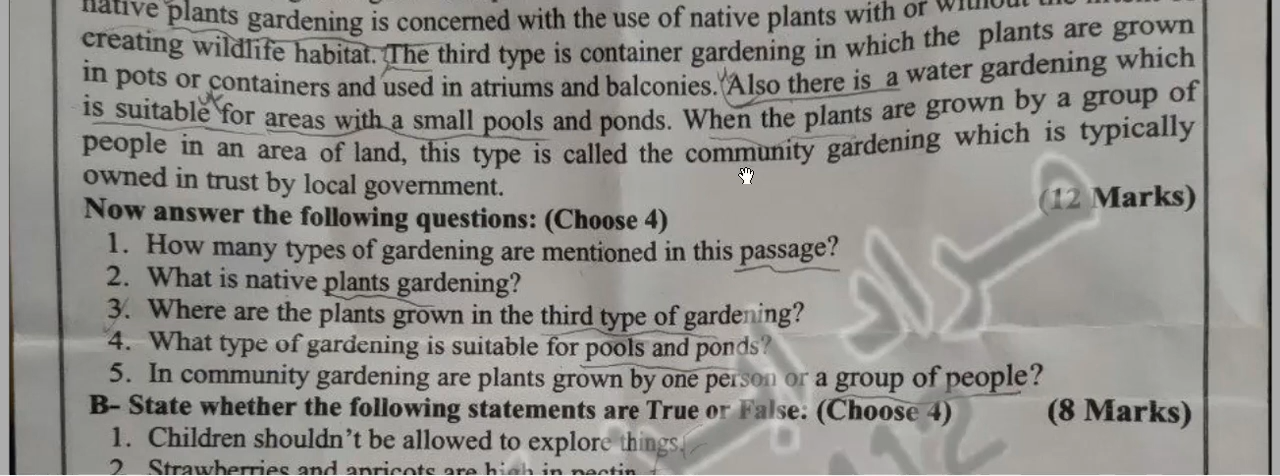 native plants gardening is concerned with the use of native plants with or without the
creating wildlife habitat. The third type is container gardening in which the plants are grown
in pots or containers and used in atriums and balconies. Also there is a water gardening which
is suitable for areas with a small pools and ponds. When the plants are grown by a group of
people in an area of land, this type is called the community gardening which is typically
owned in trust by local government.
(12 Marks)
Now answer the following questions: (Choose 4)
1. How many types of gardening are mentioned in this passage?
2. What is native plants gardening?
3. Where are the plants grown in the third type of gardening?
4. What type of gardening is suitable for pools and ponds?
5. In community gardening are plants grown by one person or a group of people?
B- State whether the following statements are True or False: (Choose 4) (8 Marks)
1. Children shouldn't be allowed to explore things.
2. Strawberries and apricots are high in pectin.